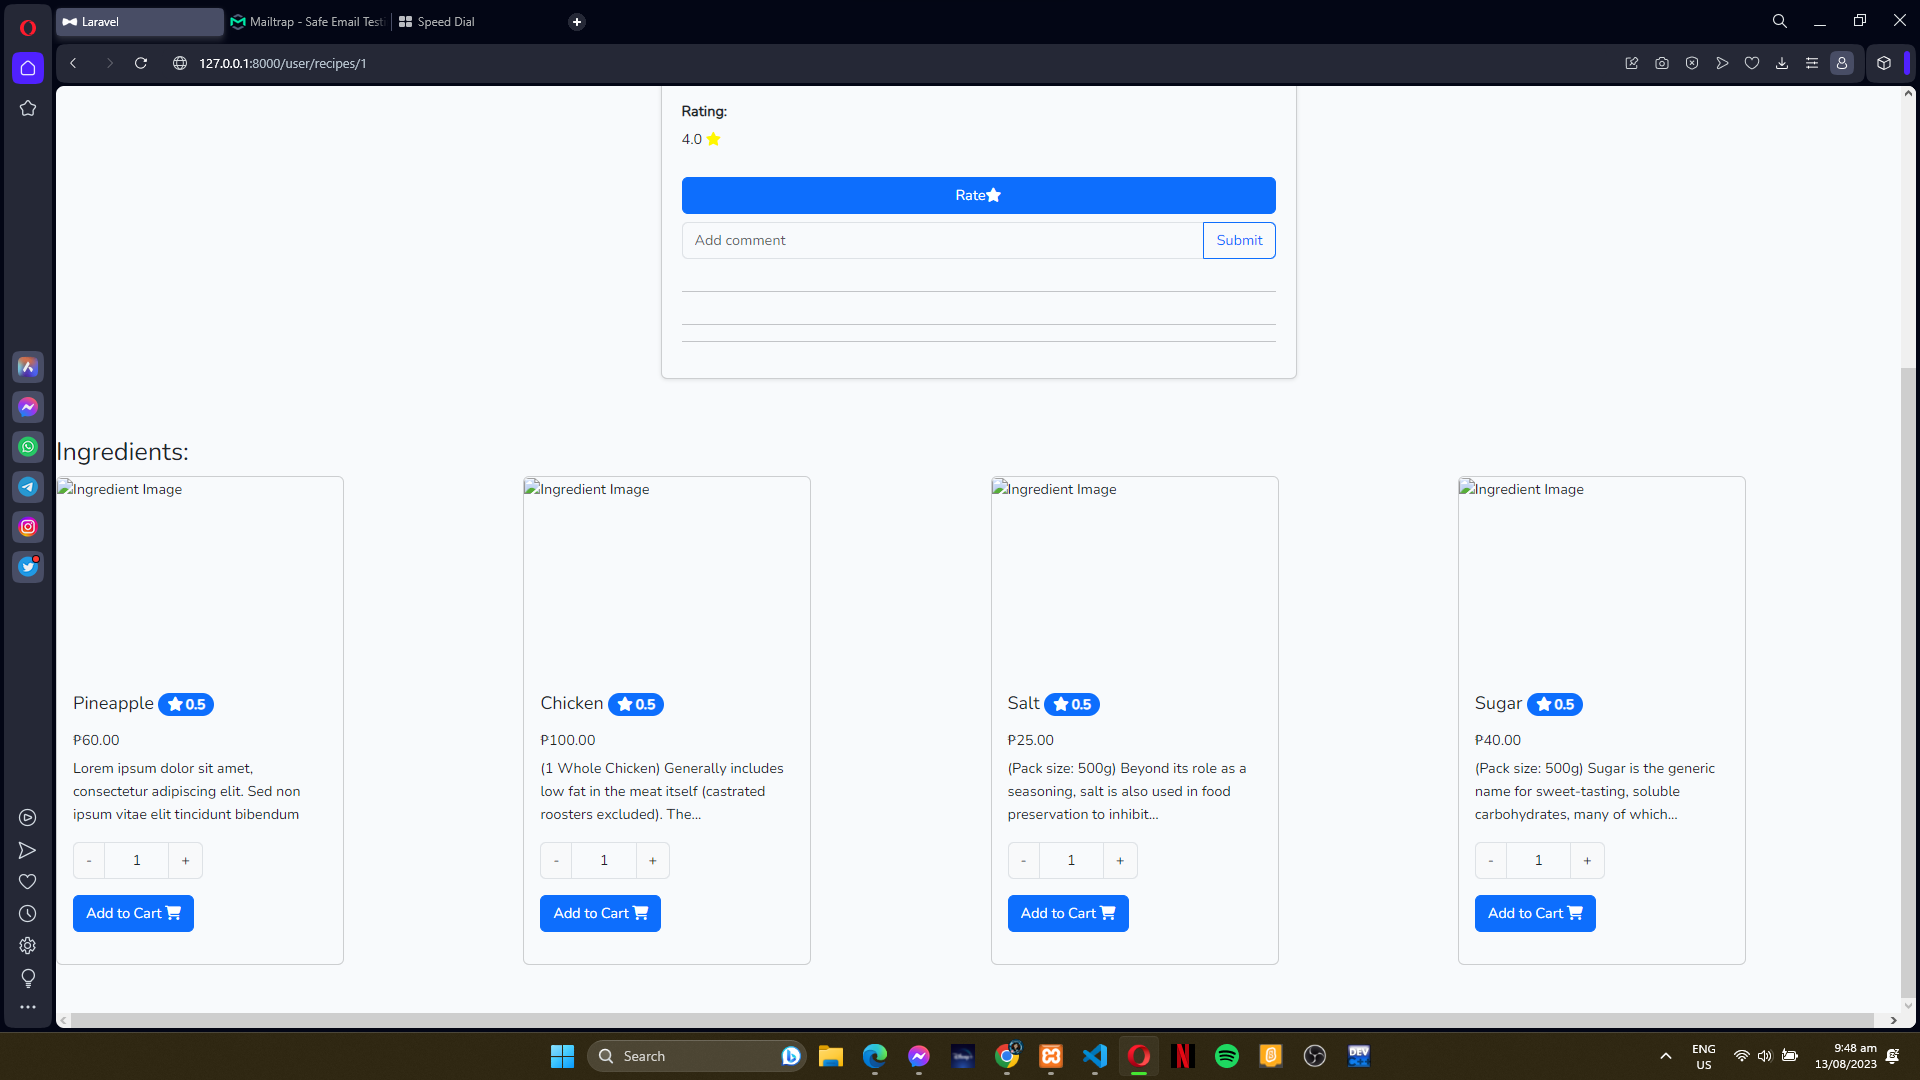 Laravel
Mailtrap - Safe Email Testi
Speed Dial
127.0.0.1:8000/user/recipes/1
Rating:
4.0
Rate
Add comment
Submit
Ingredients:
Ingredient Image
Ingredient Image
Ingredient Image
Ingredient Image
Pineapple 0.5
₱60.00
Lorem ipsum dolor sit amet,
consectetur adipiscing elit. Sed non
ipsum vitae elit tincidunt bibendum
- 1 +
Add to Cart
Chicken 0.5
₱100.00
(1 Whole Chicken) Generally includes
low fat in the meat itself (castrated
roosters excluded). The...
- 1 +
Add to Cart
Salt 0.5
₱25.00
(Pack size: 500g) Beyond its role as a
seasoning, salt is also used in food
preservation to inhibit...
- 1 +
Add to Cart
Sugar 0.5
₱40.00
(Pack size: 500g) Sugar is the generic
name for sweet-tasting, soluble
carbohydrates, many of which...
- 1 +
Add to Cart
Search
DEV
ENG
US
9:48 am
13/08/2023